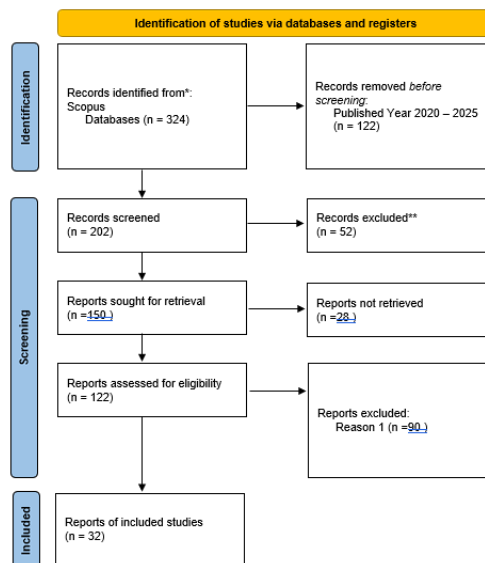 Identification of studies via databases and registers
Identification
Records identified from*:
Scopus
Databases (n = 324)
Records removed before
screening:
Published Year 2020 – 2025
(n = 122)
Screening
Records screened
(n = 202)
Records excluded**
(n = 52)
Reports sought for retrieval
(n =150 )
Reports not retrieved
(n =28 )
Reports assessed for eligibility
(n = 122)
Reports excluded:
Reason 1 (n =90 )
Included
Reports of included studies
(n = 32)